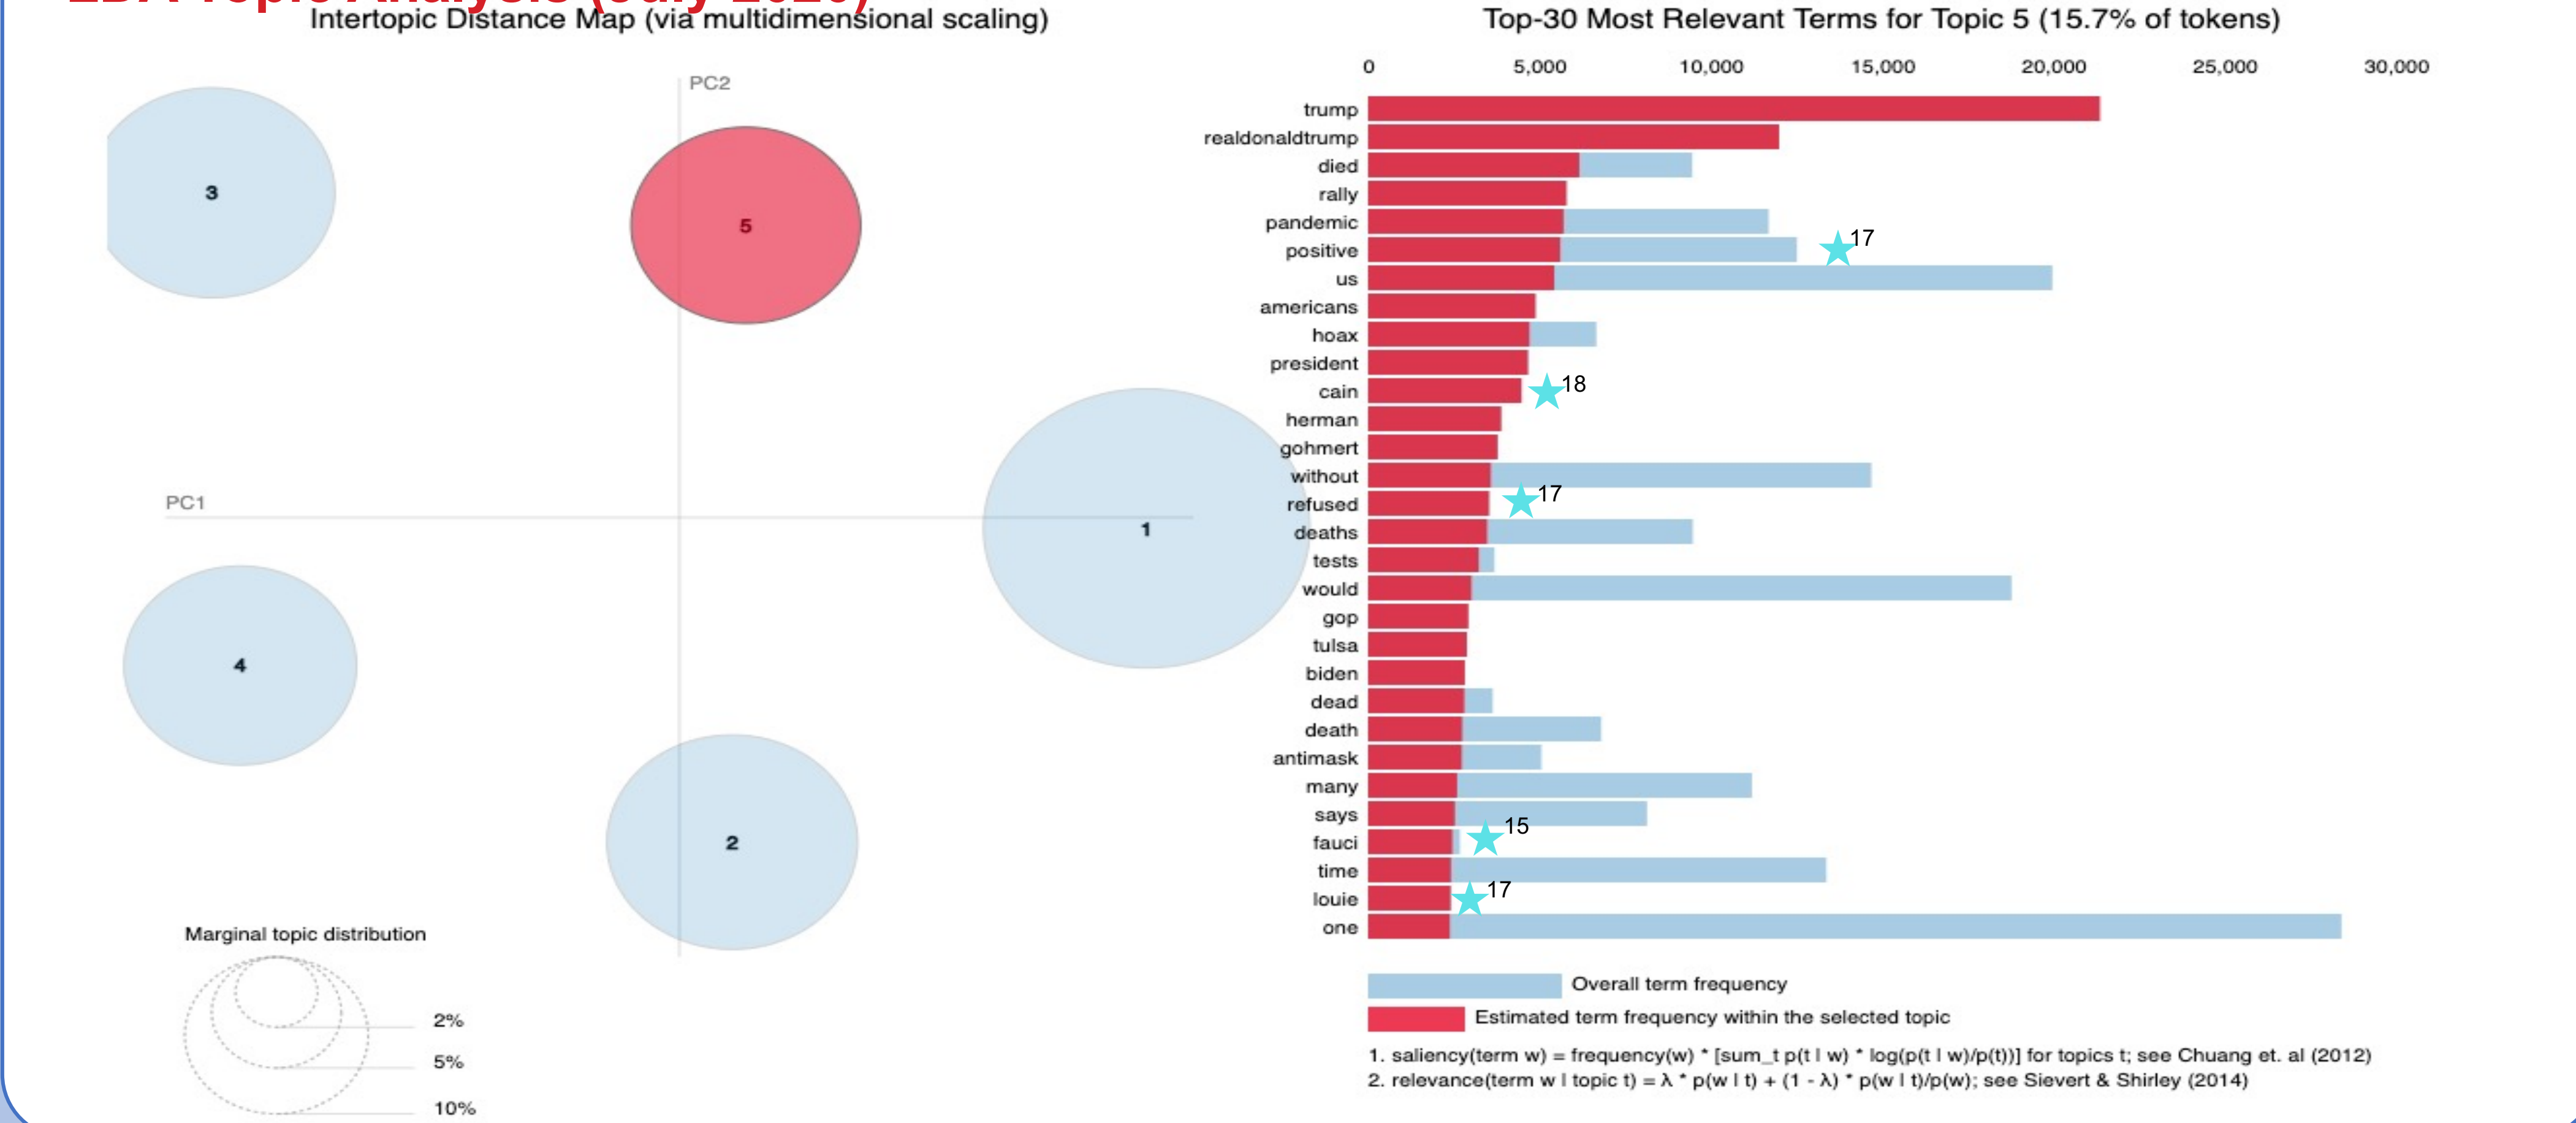 LDA Topic Analysis (July 2020)
Intertopic Distance Map (via multidimensional scaling)
PC2
3
5
PC1
1
4
2
Marginal topic distribution
2%
5%
10%
Top-30 Most Relevant Terms for Topic 5 (15.7% of tokens)
0 5,000 10,000 15,000 20,000 25,000 30,000
trump
realdonaldtrump
died
rally
pandemic
positive 17
us
americans
hoax
president
cain 18
herman
gohmert
without
refused 17
deaths
tests
would
gop
tulsa
biden
dead
death
antimask
many
says
fauci 15
time
louie 17
one
Overall term frequency
Estimated term frequency within the selected topic
1. saliency(term w) = frequency(w) * [sum_t p(t | w) * log(p(t | w)/p(t))] for topics t; see Chuang et. al (2012)
2. relevance(term w | topic t) = λ * p(w | t) + (1 - λ) * p(w | t)/p(w); see Sievert & Shirley (2014)